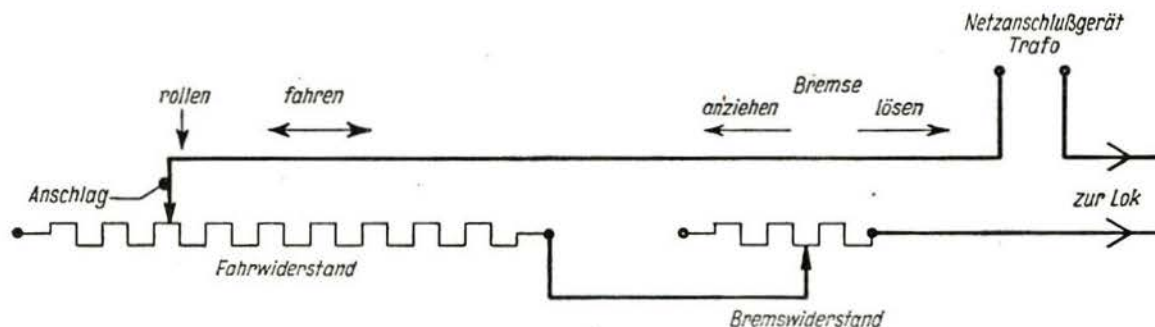 Netzanschlußgerät
Trafo
rollen
fahren
Bremse
anziehen
lösen
Anschlag
zur Lok
Fahrwiderstand
Bremswiderstand